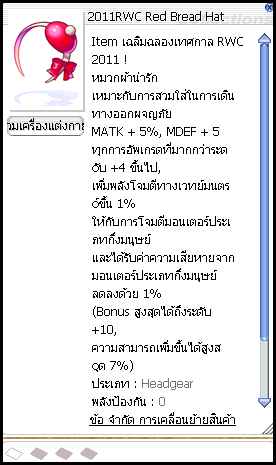 2011RWC Red Bread Hat
Item เฉลิมฉลองเทศกาล RWC
2011 !
หมวกผ้าน่ารัก
เหมาะกับการสวมใส่ในการเดิน
ทางออกผจญภัย
MATK + 5%, MDEF + 5
ทุกการอัพเกรดที่มากกว่าระด
ดับ +4 ขึ้นไป,
เพิ่มพลังโจมตีทางเวทย์มนตร
ด์ขึ้น 1%
ให้กับการโจมตีมอนเตอร์ประเ
ภทกึ่งมนุษย์
และได้รับค่าความเสียหายจาก
มอนเตอร์ประเภทกึ่งมนุษย์
ลดลงด้วย 1%
(Bonus สูงสุดได้ถึงระดับ
+10,
ความสามารถเพิ่มขึ้นได้สูงส
สุด 7%)
ประเภท : Headgear
พลังป้องกัน : 0
ข้อ จำกัด การเคลื่อนย้ายสินค้า
วมเครื่องแต่งกา